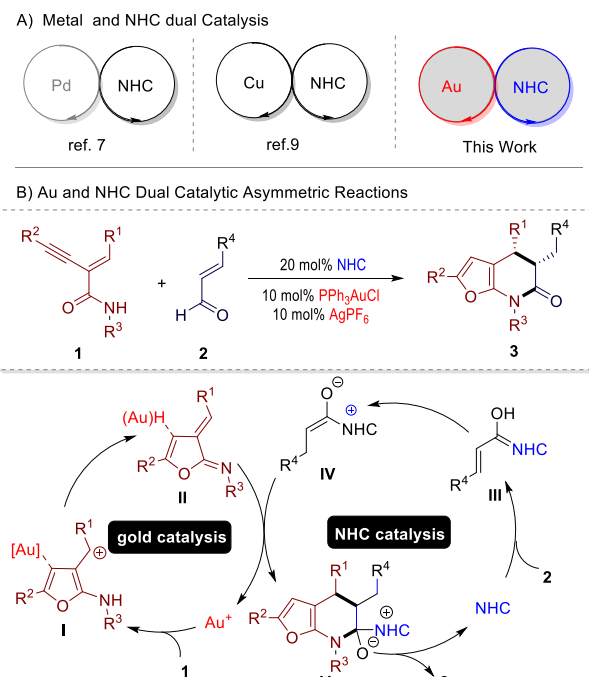 A) Metal and NHC dual Catalysis
Pd NHC Cu NHC Au NHC
ref. 7 ref.9 This Work
B) Au and NHC Dual Catalytic Asymmetric Reactions
R² R¹ O NH R³
1
+
R⁴ H O
2
20 mol% NHC
10 mol% PPh₃AuCl
10 mol% AgPF₆
R¹ R⁴ R² O N O R³
3
(Au)H R¹ R² O N R³
II
O⊖ ⊕ NHC R⁴
IV
OH NHC R⁴
III
gold catalysis
NHC catalysis
R¹ ⊕ [Au] R² O NH R³
I
Au⁺
1
R¹ R⁴ R² O N R³ ⊕ NHC O⊖
NHC
2